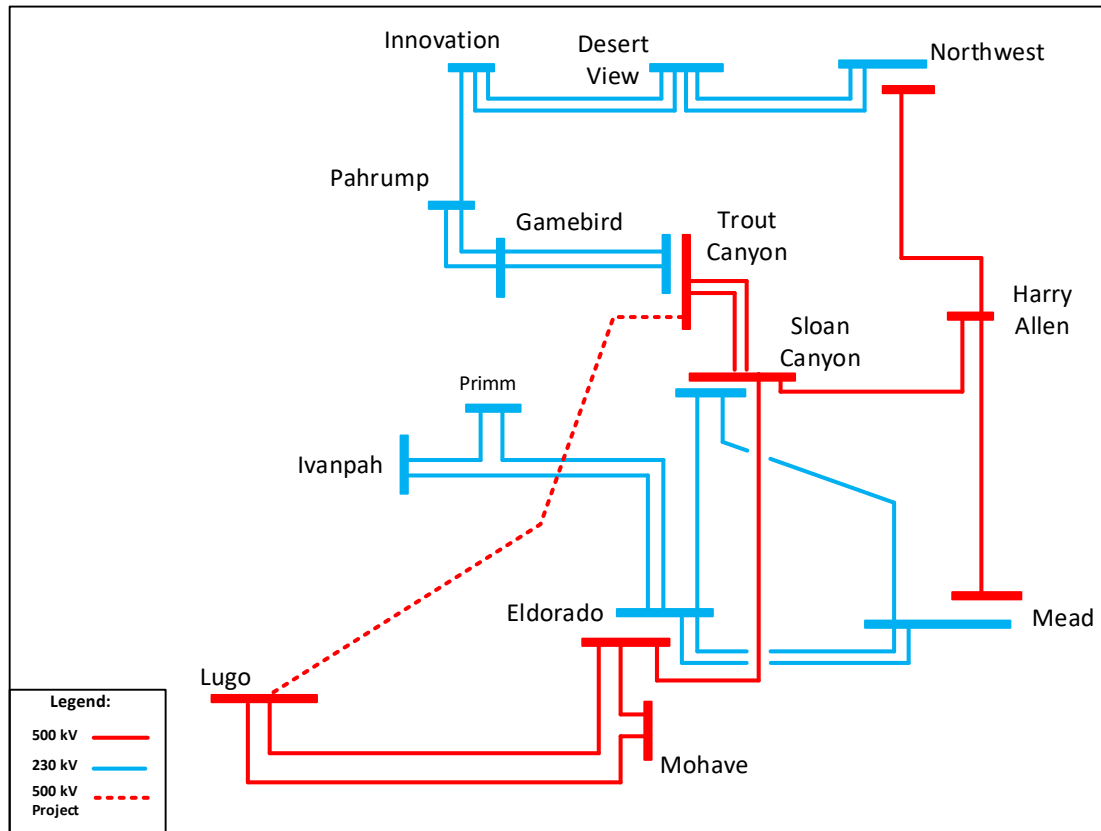 Innovation
Desert
View
Northwest
Pahrump
Gamebird
Trout
Canyon
Harry
Allen
Sloan
Canyon
Primm
Ivanpah
Eldorado
Mead
Lugo
Mohave
Legend:
500 kV
230 kV
500 kV
Project